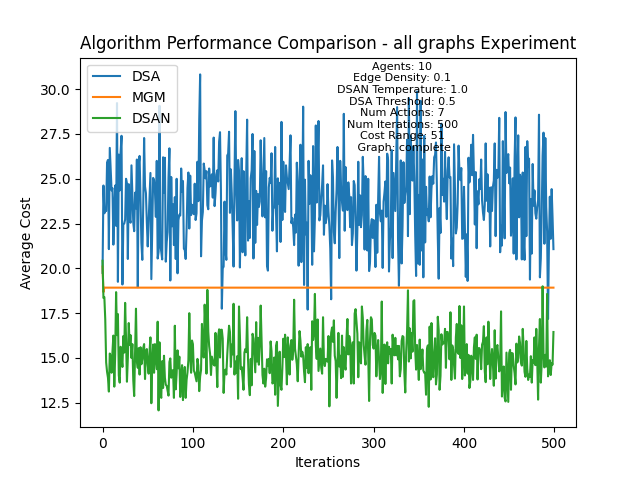 Algorithm Performance Comparison - all graphs Experiment
DSA
MGM
DSAN
Agents: 10
Edge Density: 0.1
DSAN Temperature: 1.0
DSA Threshold: 0.5
Num Actions: 7
Num Iterations: 500
Cost Range: 51
Graph: complete
Average Cost
30.0
27.5
25.0
22.5
20.0
17.5
15.0
12.5
0
100
200
300
400
500
Iterations